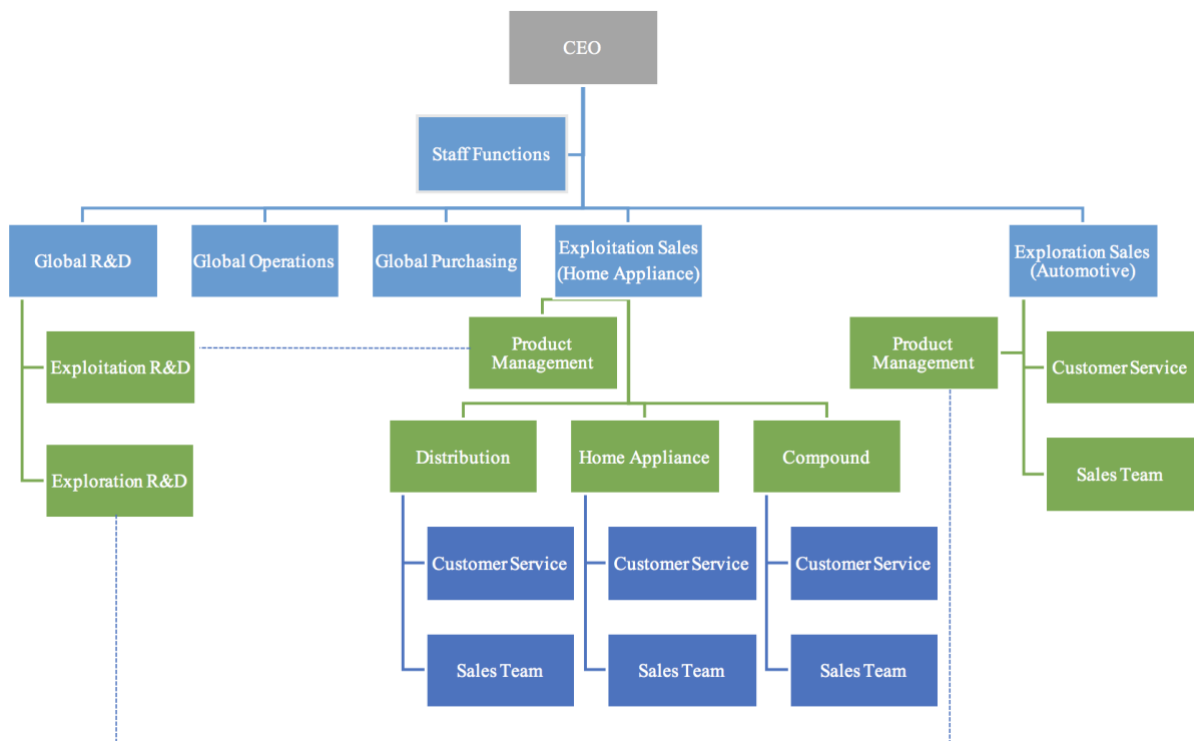 CEO
Staff Functions
Global R&D
Global Operations
Global Purchasing
Exploitation Sales
(Home Appliance)
Exploration Sales
(Automotive)
Exploitation R&D
Product
Management
Product
Management
Customer Service
Exploration R&D
Distribution
Home Appliance
Compound
Sales Team
Customer Service
Customer Service
Customer Service
Sales Team
Sales Team
Sales Team